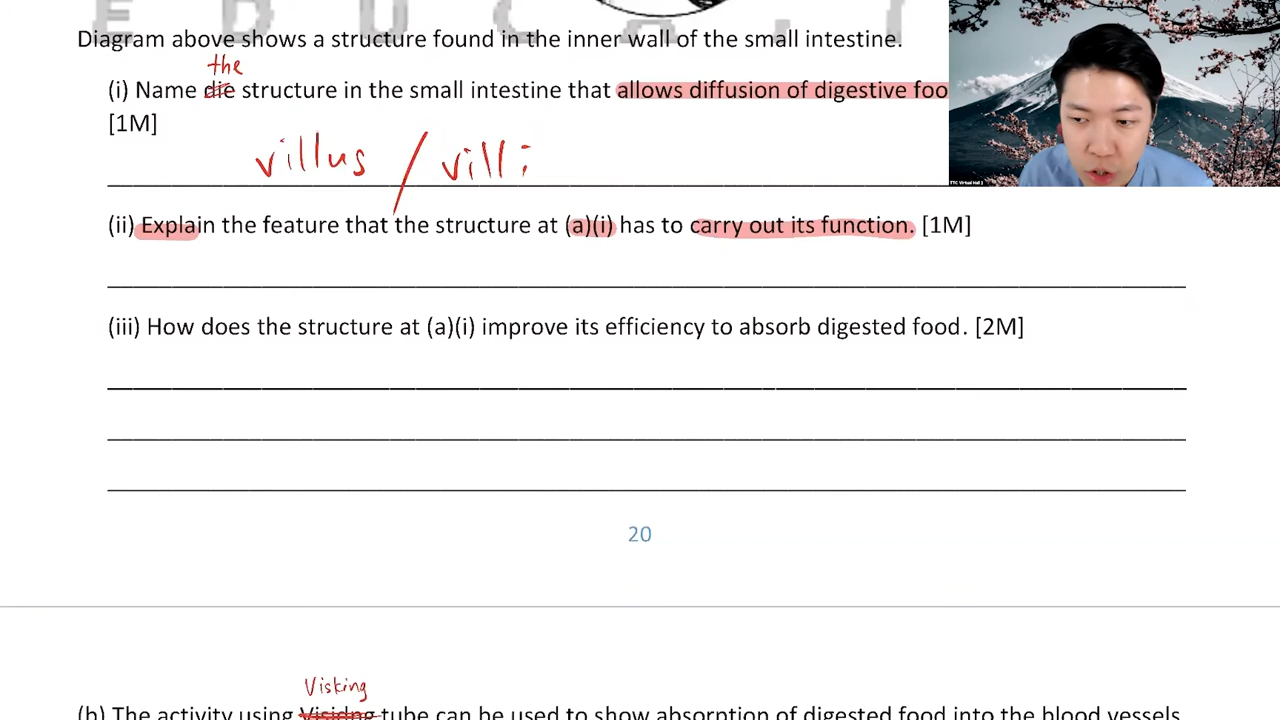 E D U C A T
Diagram above shows a structure found in the inner wall of the small intestine.
the
(i) Name die structure in the small intestine that allows diffusion of digestive foo
[1M]
villus / villi
(ii) Explain the feature that the structure at (a)(i) has to carry out its function. [1M]
(iii) How does the structure at (a)(i) improve its efficiency to absorb digested food. [2M]
20
Visking
(b) The activity using tube can be used to show absorption of digested food into the blood vessels